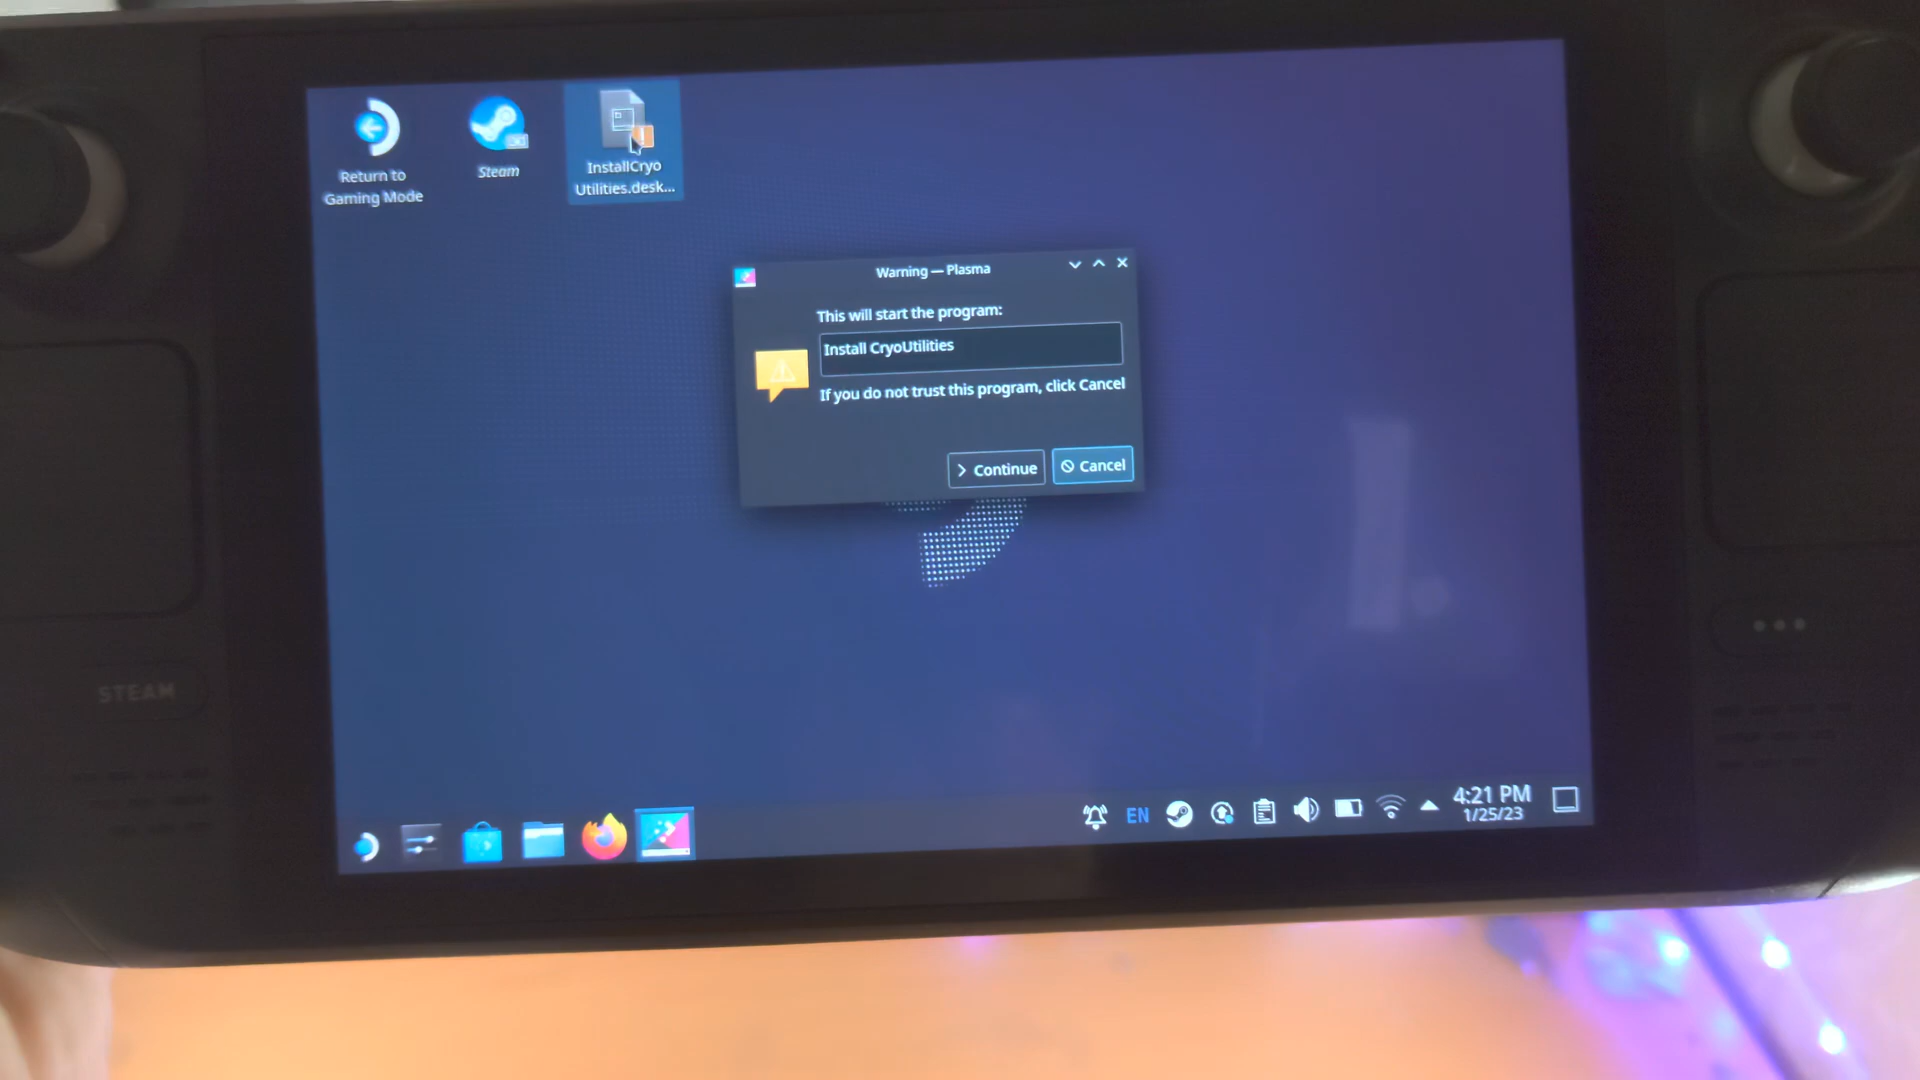 Return to
Gaming Mode
Steam
InstallCryo
Utilities.desk...
Warning — Plasma
This will start the program:
Install CryoUtilities
If you do not trust this program, click Cancel
Continue
Cancel
STEAM
EN
4:21 PM
1/25/23